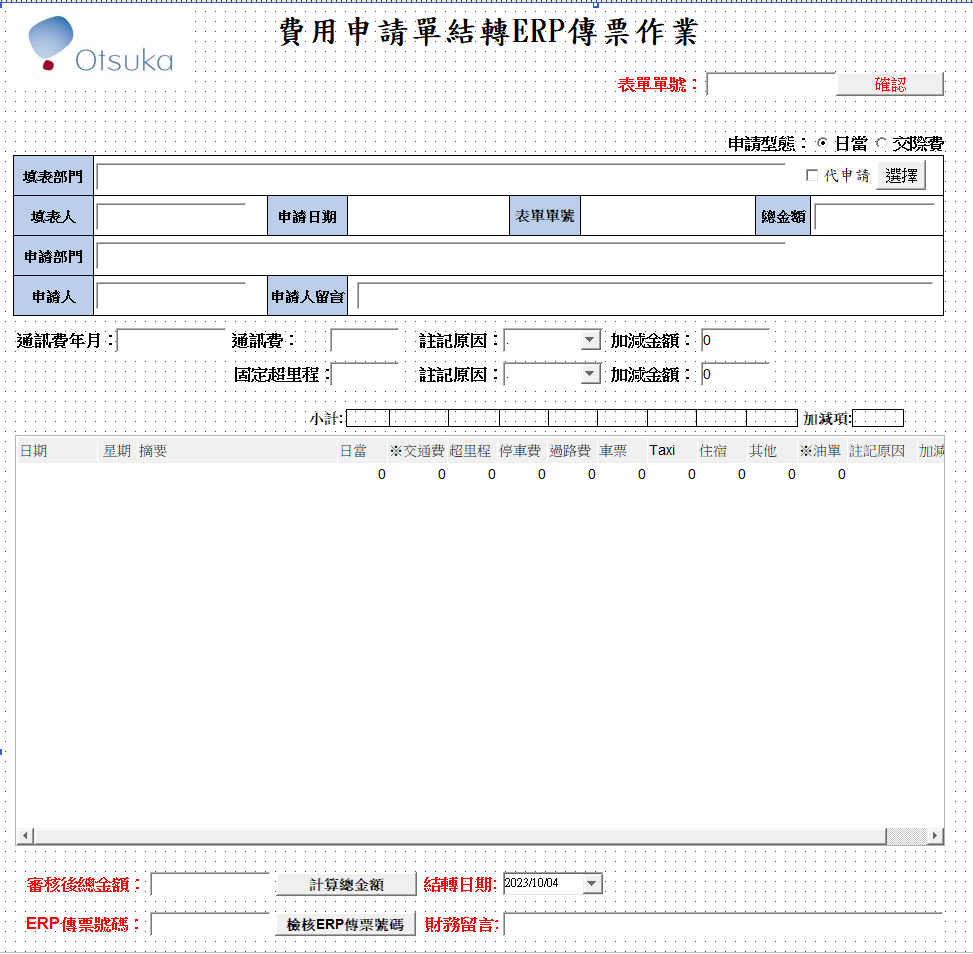 費用申請單結轉ERP傳票作業
Otsuka
表單單號： 確認
申請型態： 日當 交際費
填表部門 代申請 選擇
填表人 申請日期 表單單號 總金額
申請部門
申請人 申請人留言
通訊費年月： 通訊費： 註記原因： . 加減金額： 0
固定超里程： 註記原因： . 加減金額： 0
小計: 加減項:
日期 星期 摘要 日當 ※交通費 超里程 停車費 過路費 車票 Taxi 住宿 其他 ※油單 註記原因 加減
0 0 0 0 0 0 0 0 0 0
審核後總金額： 計算總金額 結轉日期: 2023/10/04
ERP傳票號碼： 檢核ERP傳票號碼 財務留言: